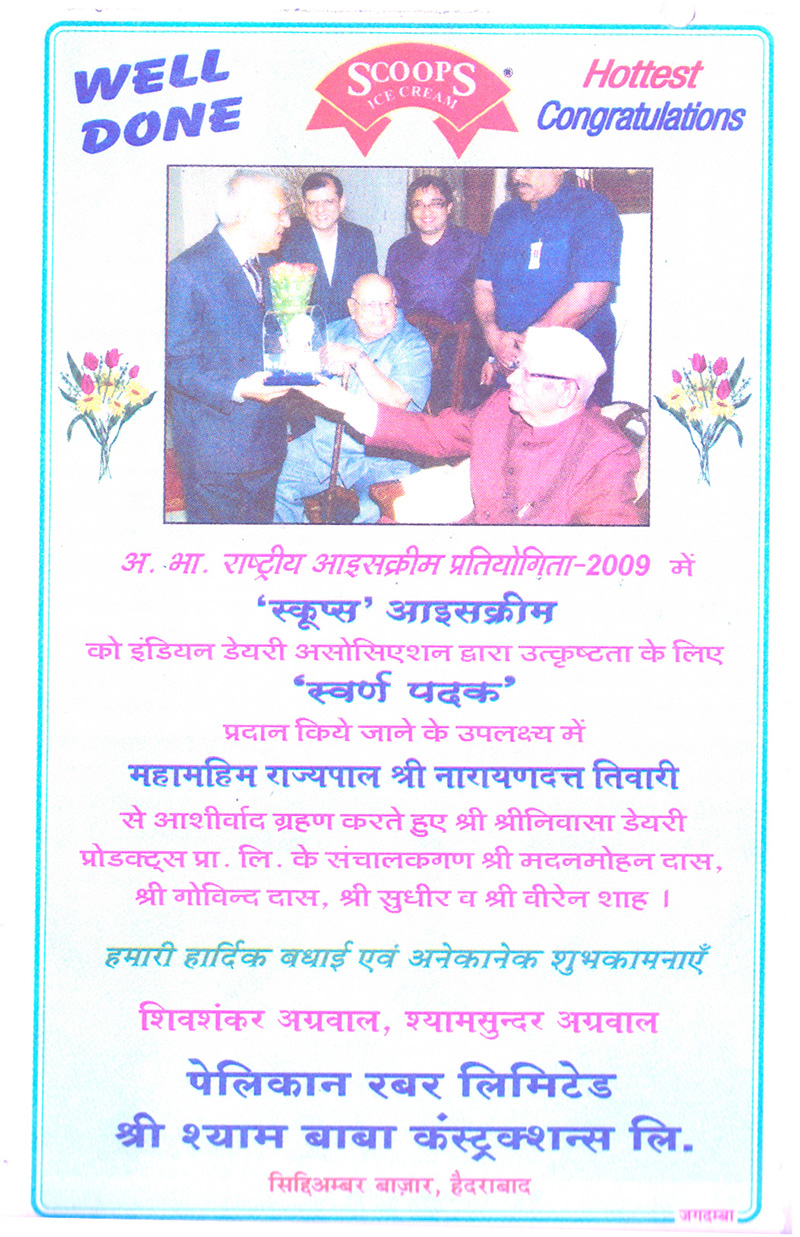 WELL
DONE
SCOOPS
ICE CREAM
®
Hottest
Congratulations
अ. भा. राष्ट्रीय आइसक्रीम प्रतियोगिता-2009 में
‘स्कूप्स’ आइसक्रीम
को इंडियन डेयरी असोसिएशन द्वारा उत्कृष्टता के लिए
‘स्वर्ण पदक’
प्रदान किये जाने के उपलक्ष्य में
महामहिम राज्यपाल श्री नारायणदत्त तिवारी
से आशीर्वाद ग्रहण करते हुए श्री श्रीनिवासा डेयरी
प्रोडक्ट्स प्रा. लि. के संचालकगण श्री मदनमोहन दास,
श्री गोविन्द दास, श्री सुधीर व श्री वीरेन शाह ।
हमारी हार्दिक बधाई एवं अनेकानेक शुभकामनाएँ
शिवशंकर अग्रवाल, श्यामसुन्दर अग्रवाल
पेलिकान रबर लिमिटेड
श्री श्याम बाबा कंस्ट्रक्शन्स लि.
सिद्दिअम्बर बाज़ार, हैदराबाद
जगदम्बा